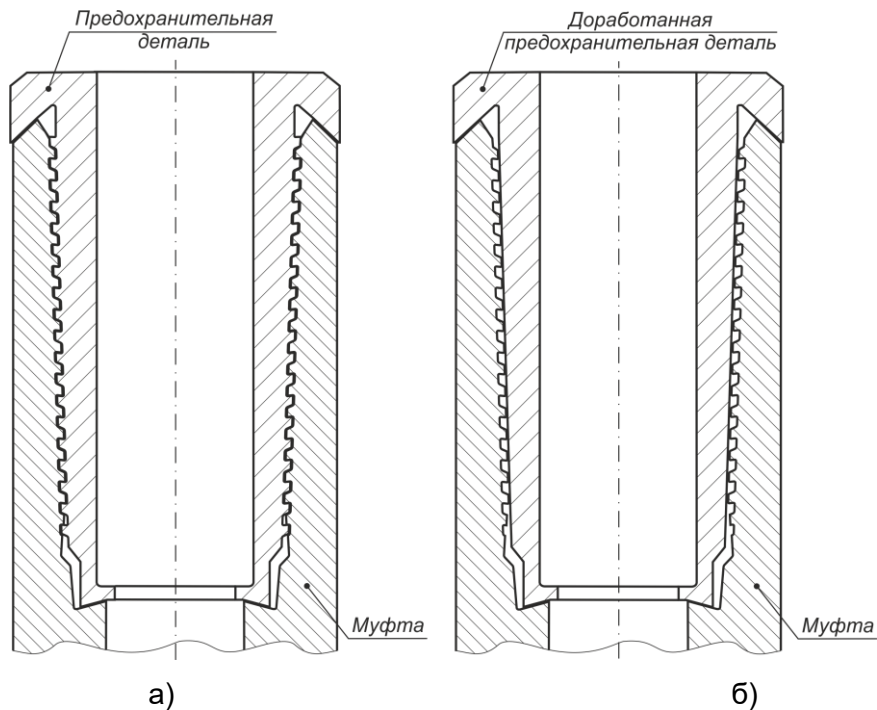 Предохранительная
деталь
Доработанная
предохранительная деталь
Муфта
Муфта
а)
б)